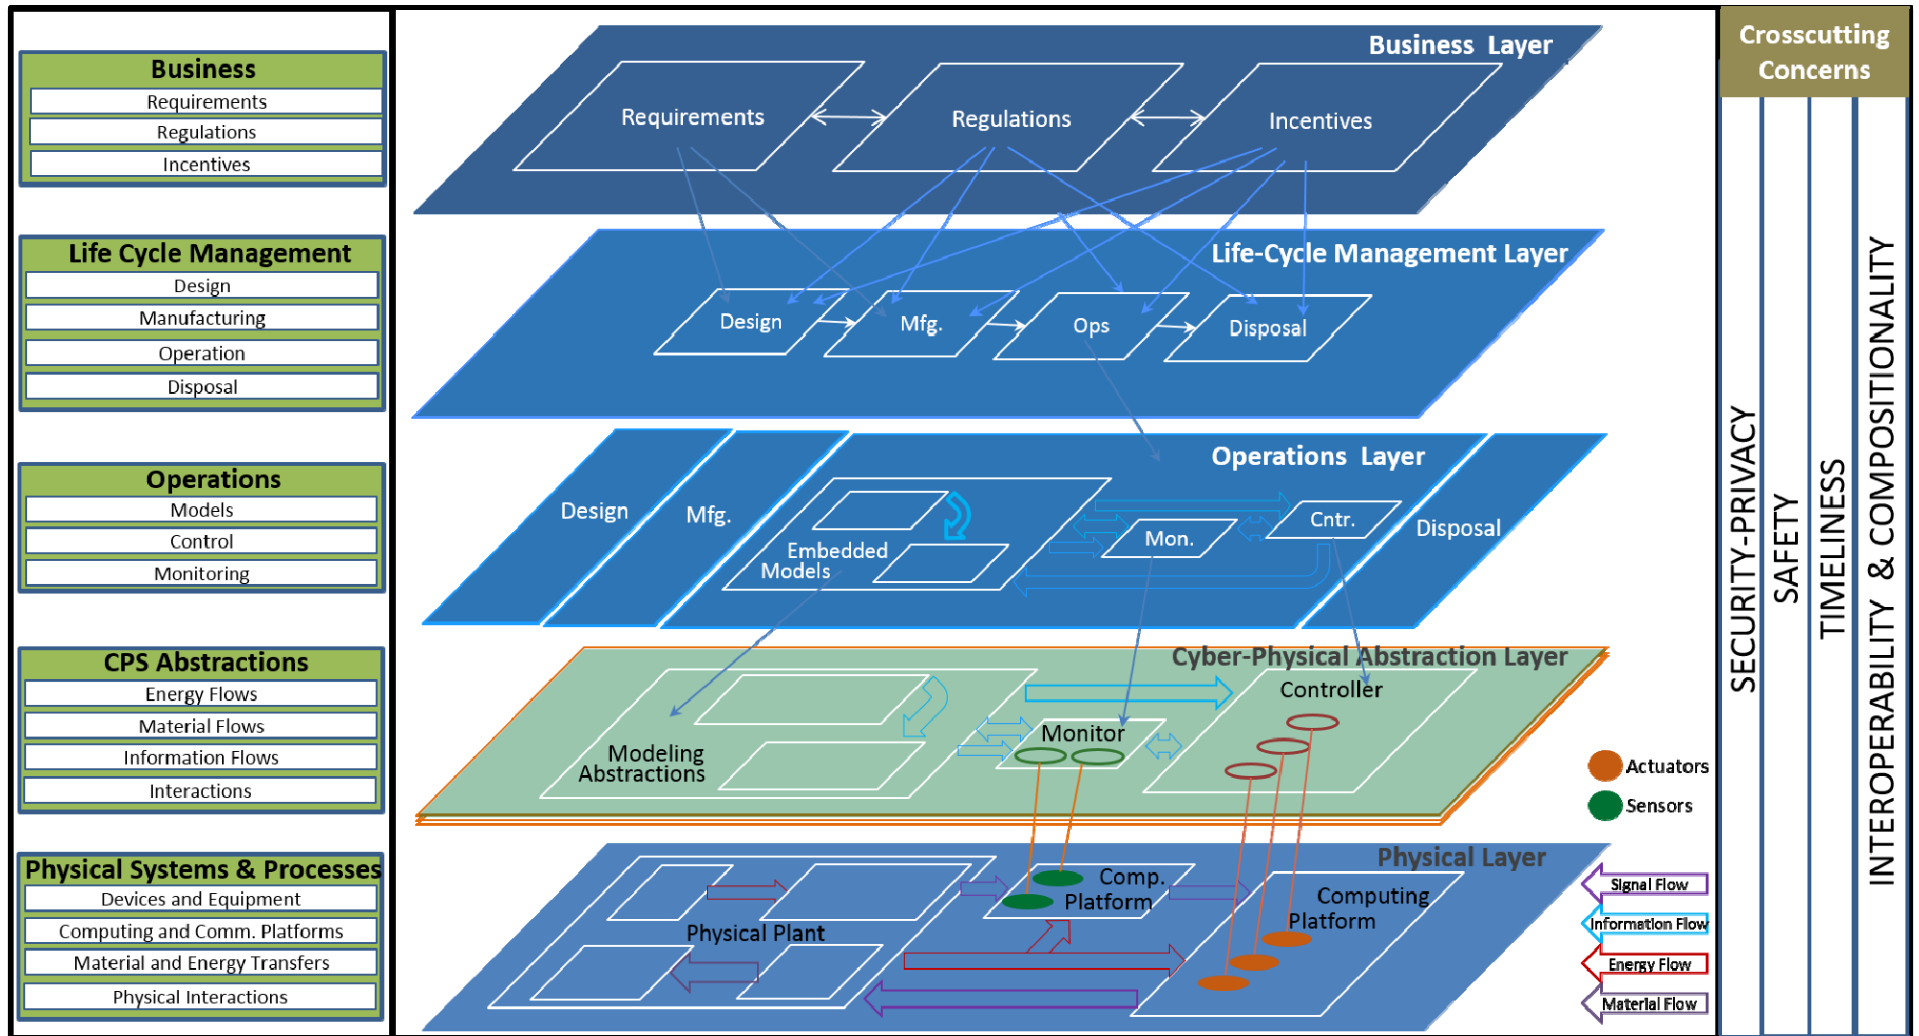 Business
Requirements
Regulations
Incentives
Life Cycle Management
Design
Manufacturing
Operation
Disposal
Operations
Models
Control
Monitoring
CPS Abstractions
Energy Flows
Material Flows
Information Flows
Interactions
Physical Systems & Processes
Devices and Equipment
Computing and Comm. Platforms
Material and Energy Transfers
Physical Interactions
Business Layer
Requirements
Regulations
Incentives
Life-Cycle Management Layer
Design
Mfg.
Ops
Disposal
Operations Layer
Design
Mfg.
Embedded
Models
Mon.
Cntr.
Disposal
Cyber-Physical Abstraction Layer
Controller
Monitor
Modeling
Abstractions
Actuators
Sensors
Physical Layer
Comp.
Platform
Computing
Platform
Physical Plant
Signal Flow
Information Flow
Energy Flow
Material Flow
Crosscutting
Concerns
SECURITY-PRIVACY
SAFETY
TIMELINESS
INTEROPERABILITY & COMPOSITIONALITY